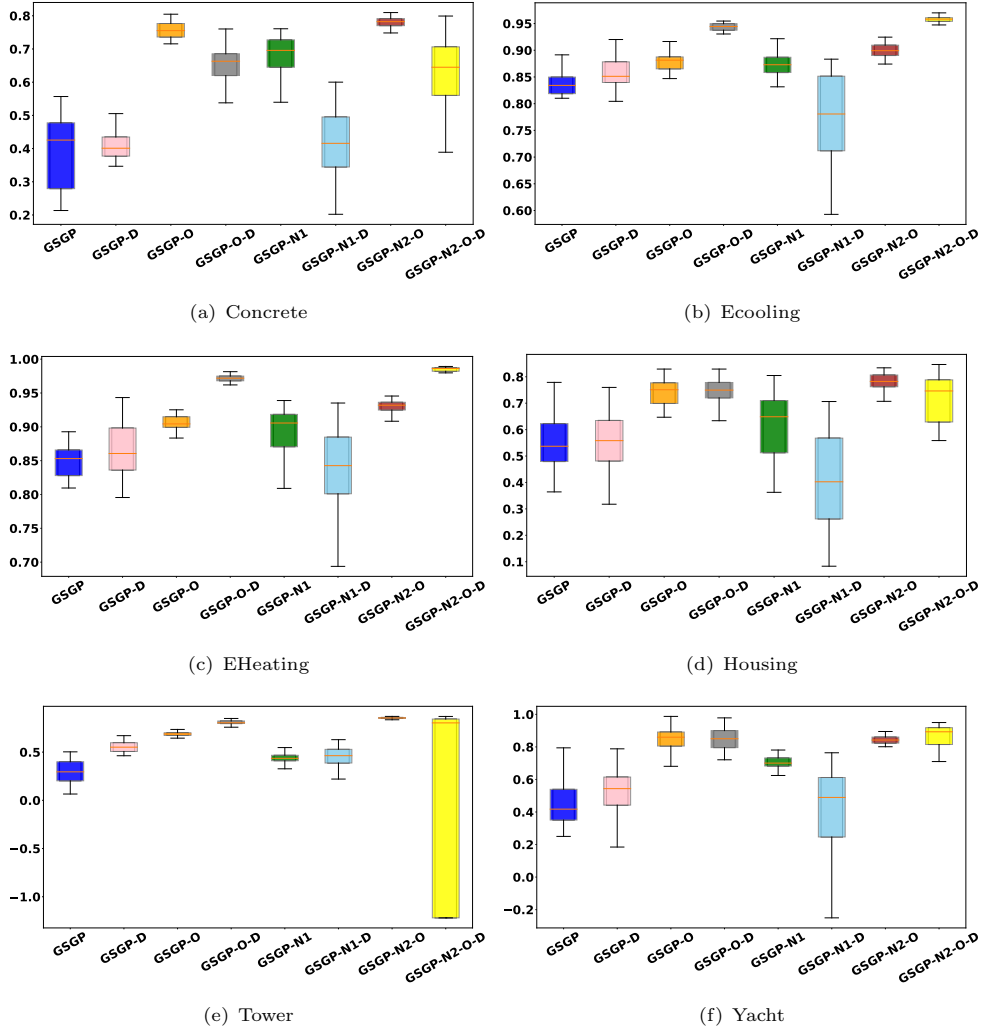 0.8
0.7
0.6
0.5
0.4
0.3
0.2
GSGP
GSGP-D
GSGP-O
GSGP-O-D
GSGP-N1
GSGP-N1-D
GSGP-N2-O
GSGP-N2-O-D
(a) Concrete
0.95
0.90
0.85
0.80
0.75
0.70
0.65
0.60
GSGP
GSGP-D
GSGP-O
GSGP-O-D
GSGP-N1
GSGP-N1-D
GSGP-N2-O
GSGP-N2-O-D
(b) Ecooling
1.00
0.95
0.90
0.85
0.80
0.75
0.70
GSGP
GSGP-D
GSGP-O
GSGP-O-D
GSGP-N1
GSGP-N1-D
GSGP-N2-O
GSGP-N2-O-D
(c) EHeating
0.8
0.7
0.6
0.5
0.4
0.3
0.2
0.1
GSGP
GSGP-D
GSGP-O
GSGP-O-D
GSGP-N1
GSGP-N1-D
GSGP-N2-O
GSGP-N2-O-D
(d) Housing
0.5
0.0
−0.5
−1.0
GSGP
GSGP-D
GSGP-O
GSGP-O-D
GSGP-N1
GSGP-N1-D
GSGP-N2-O
GSGP-N2-O-D
(e) Tower
1.0
0.8
0.6
0.4
0.2
0.0
−0.2
GSGP
GSGP-D
GSGP-O
GSGP-O-D
GSGP-N1
GSGP-N1-D
GSGP-N2-O
GSGP-N2-O-D
(f) Yacht